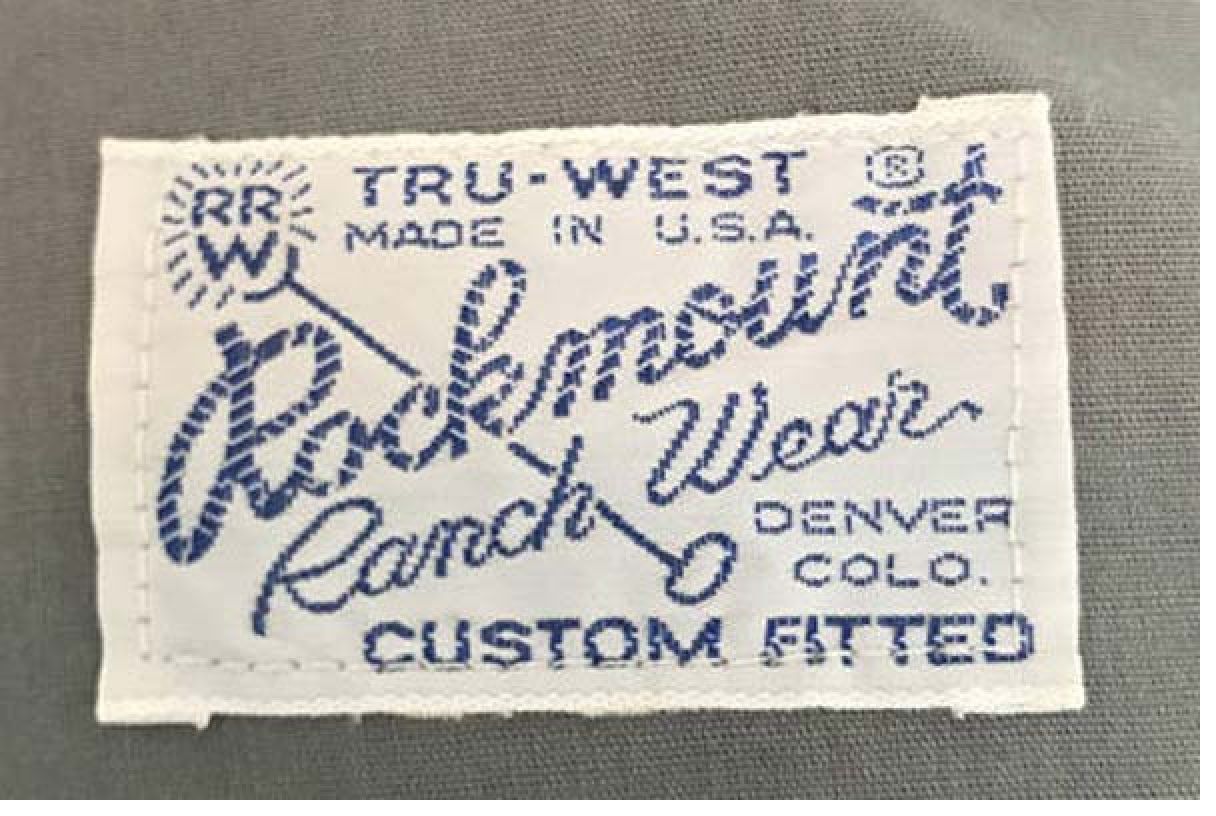 RR
W
TRU-WEST ®
MADE IN U.S.A.
Rockmount
Ranch Wear
DENVER
COLO.
CUSTOM FITTED